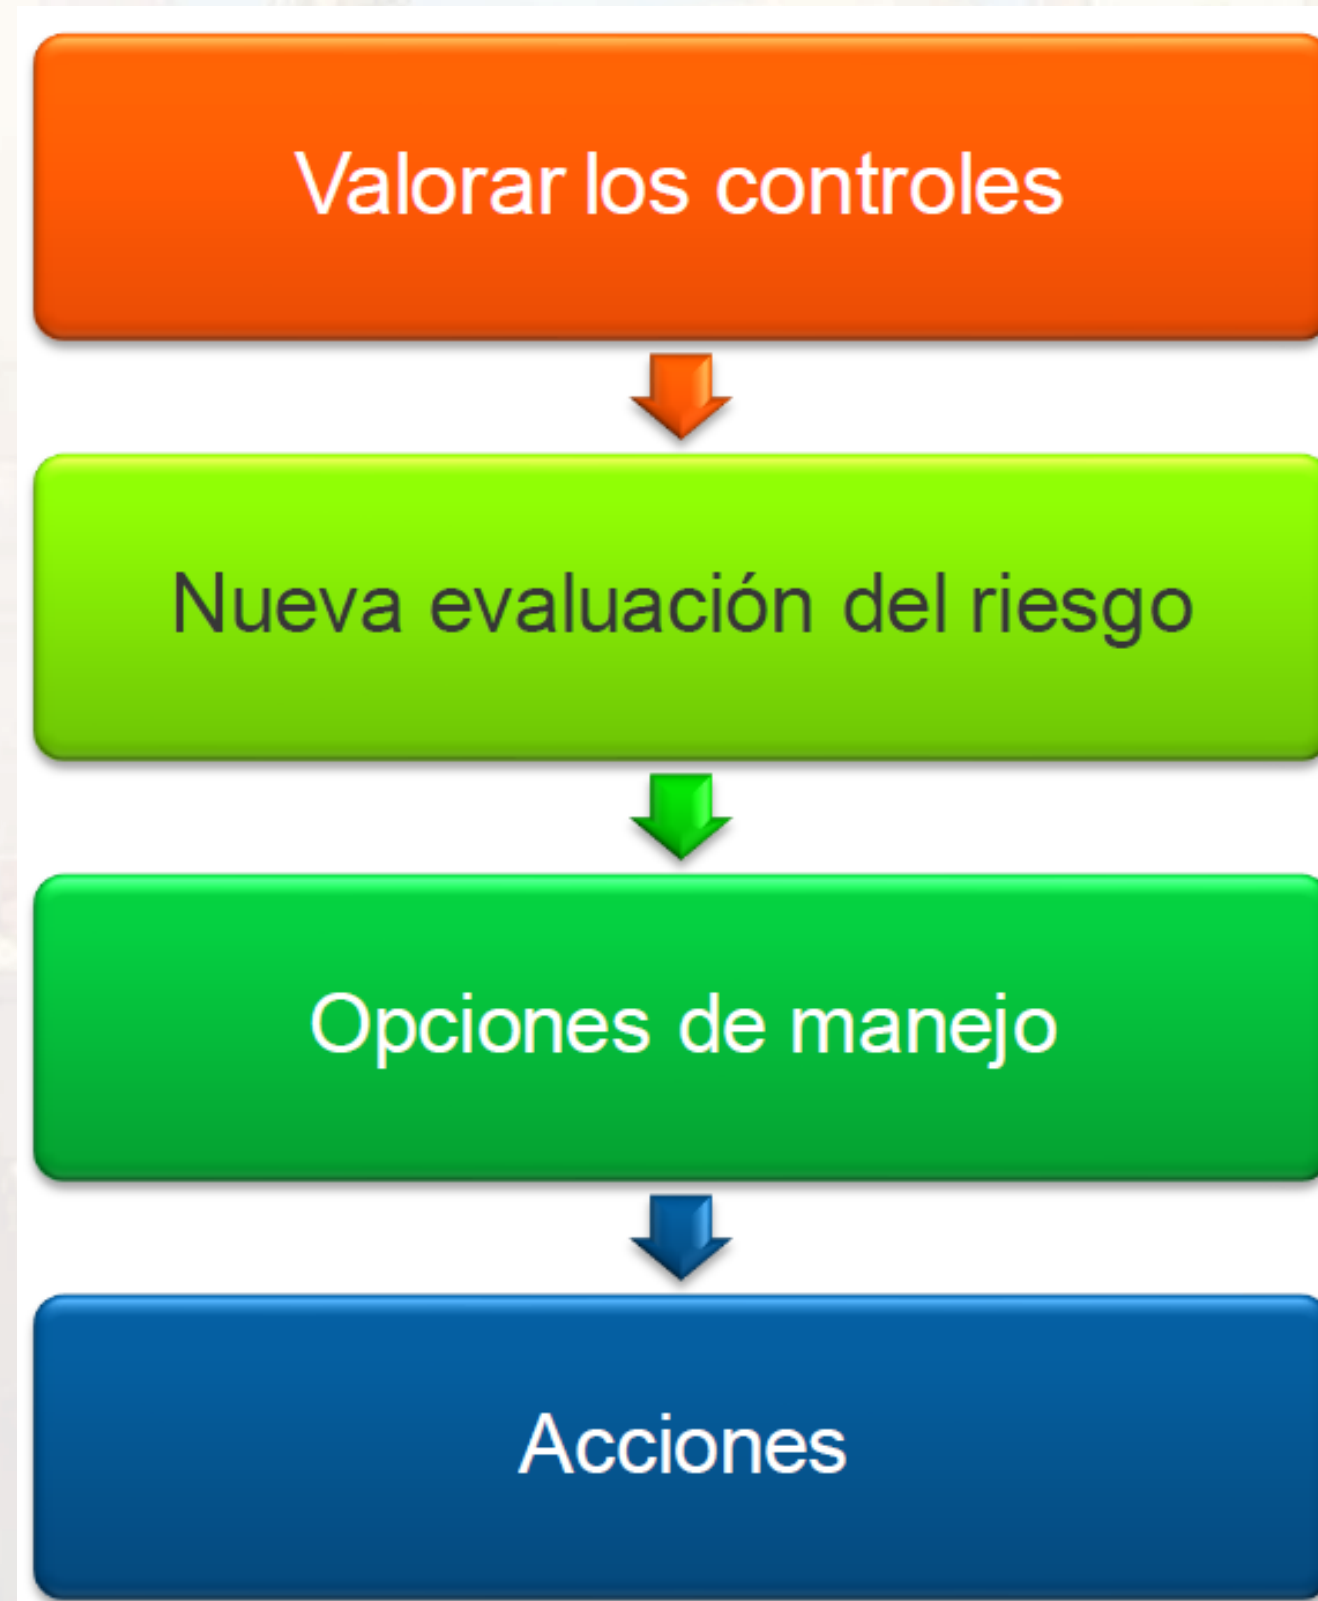 Valorar los controles
Nueva evaluación del riesgo
Opciones de manejo
Acciones